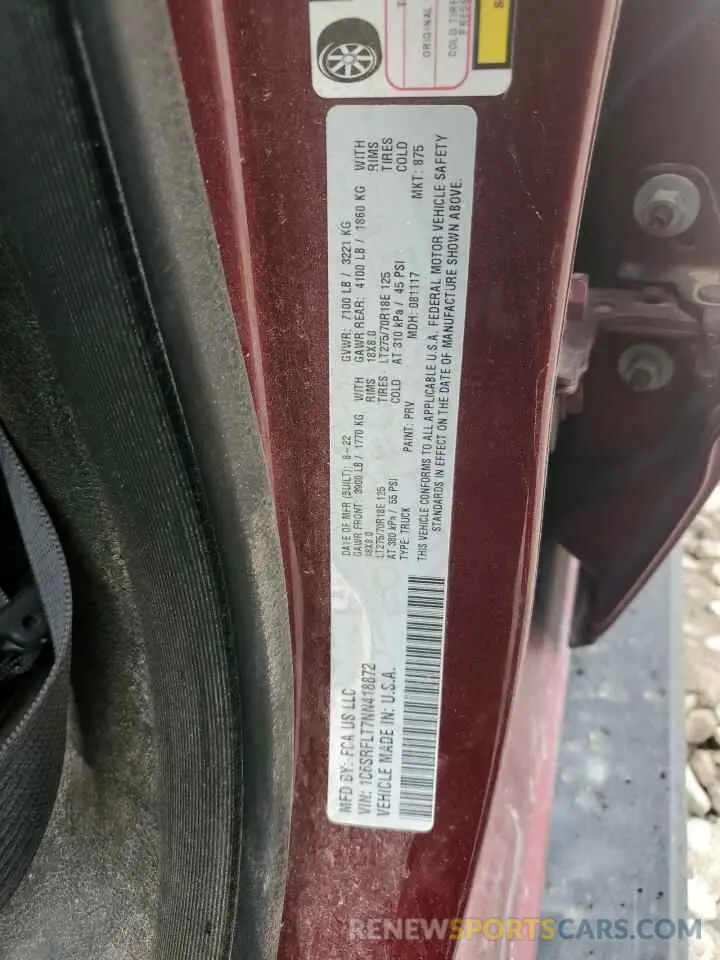 ORIGINAL
COLD TIRE
MFD BY: FCA US LLC
VIN: 1C6SRFLT7NN418872
VEHICLE MADE IN: U.S.A.
DATE OF MFR (BUILT): 8-22 GVWR: 7100 LB / 3221 KG
GAWR FRONT: 3900 LB / 1770 KG WITH GAWR REAR: 4100 LB / 1860 KG WITH
18X8.0 RIMS 18X8.0 RIMS
LT275/70R18E 125 TIRES LT275/70R18E 125 TIRES
AT 380 kPa / 55 PSI COLD AT 310 kPa / 45 PSI COLD
TYPE: TRUCK PAINT: PRV MDH: 081117 MKT: 875
THIS VEHICLE CONFORMS TO ALL APPLICABLE U.S.A. FEDERAL MOTOR VEHICLE SAFETY
STANDARDS IN EFFECT ON THE DATE OF MANUFACTURE SHOWN ABOVE.
RENEWSPORTSCARS.COM